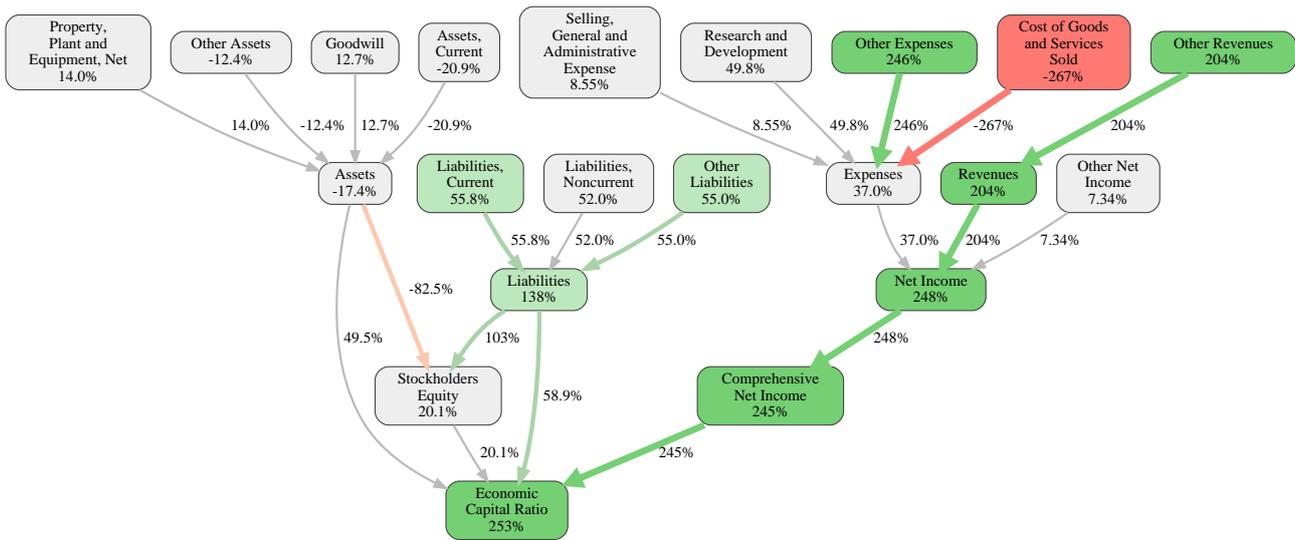 Property,
Plant and
Equipment, Net
14.0%
Other Assets
-12.4%
Goodwill
12.7%
Assets,
Current
-20.9%
Selling,
General and
Administrative
Expense
8.55%
Research and
Development
49.8%
Other Expenses
246%
Cost of Goods
and Services
Sold
-267%
Other Revenues
204%
14.0%
-12.4%
12.7%
-20.9%
8.55%
49.8%
246%
-267%
204%
Assets
-17.4%
Liabilities,
Current
55.8%
Liabilities,
Noncurrent
52.0%
Other
Liabilities
55.0%
Expenses
37.0%
Revenues
204%
Other Net
Income
7.34%
55.8%
52.0%
55.0%
37.0%
204%
7.34%
-82.5%
Liabilities
138%
Net Income
248%
49.5%
103%
248%
Stockholders
Equity
20.1%
58.9%
Comprehensive
Net Income
245%
20.1%
245%
Economic
Capital Ratio
253%